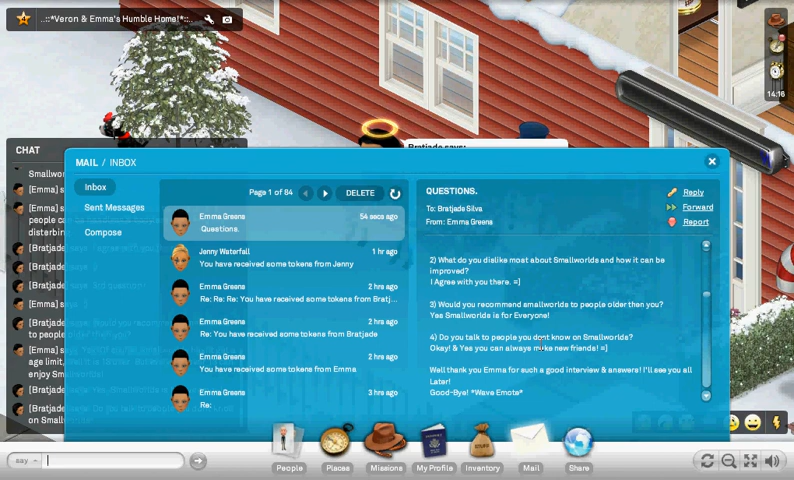 ..::*Veron & Emma's Humble Home!*::..
14:16
CHAT
Bratjade says:
MAIL / INBOX
Inbox
Sent Messages
Compose
Page 1 of 84
DELETE
Emma Greens 54 secs ago
Questions.
Jenny Waterfall 1 hr ago
You have received some tokens from Jenny
Emma Greens 2 hrs ago
Re: Re: Re: You have received some tokens from Bratj...
Emma Greens 2 hrs ago
Re: You have received some tokens from Bratjade
Emma Greens 2 hrs ago
You have received some tokens from Emma
Emma Greens 3 hrs ago
Re:
QUESTIONS.
To: Bratjade Silva
From: Emma Greens
Reply
Forward
Report
2) What do you dislike most about Smallworlds and how it can be
improved?
I Agree with you there. =]
3) Would you recommend smallworlds to people older then you?
Yes Smallworlds is for Everyone!
4) Do you talk to people you dont know on Smallworlds?
Okay! & Yes you can always make new friends! =]
Well thank you Emma for such a good interview & answers! I'll see you all
Later!
Good-Bye! *Wave Emote*
say
People
Places
Missions
My Profile
Inventory
Mail
Share